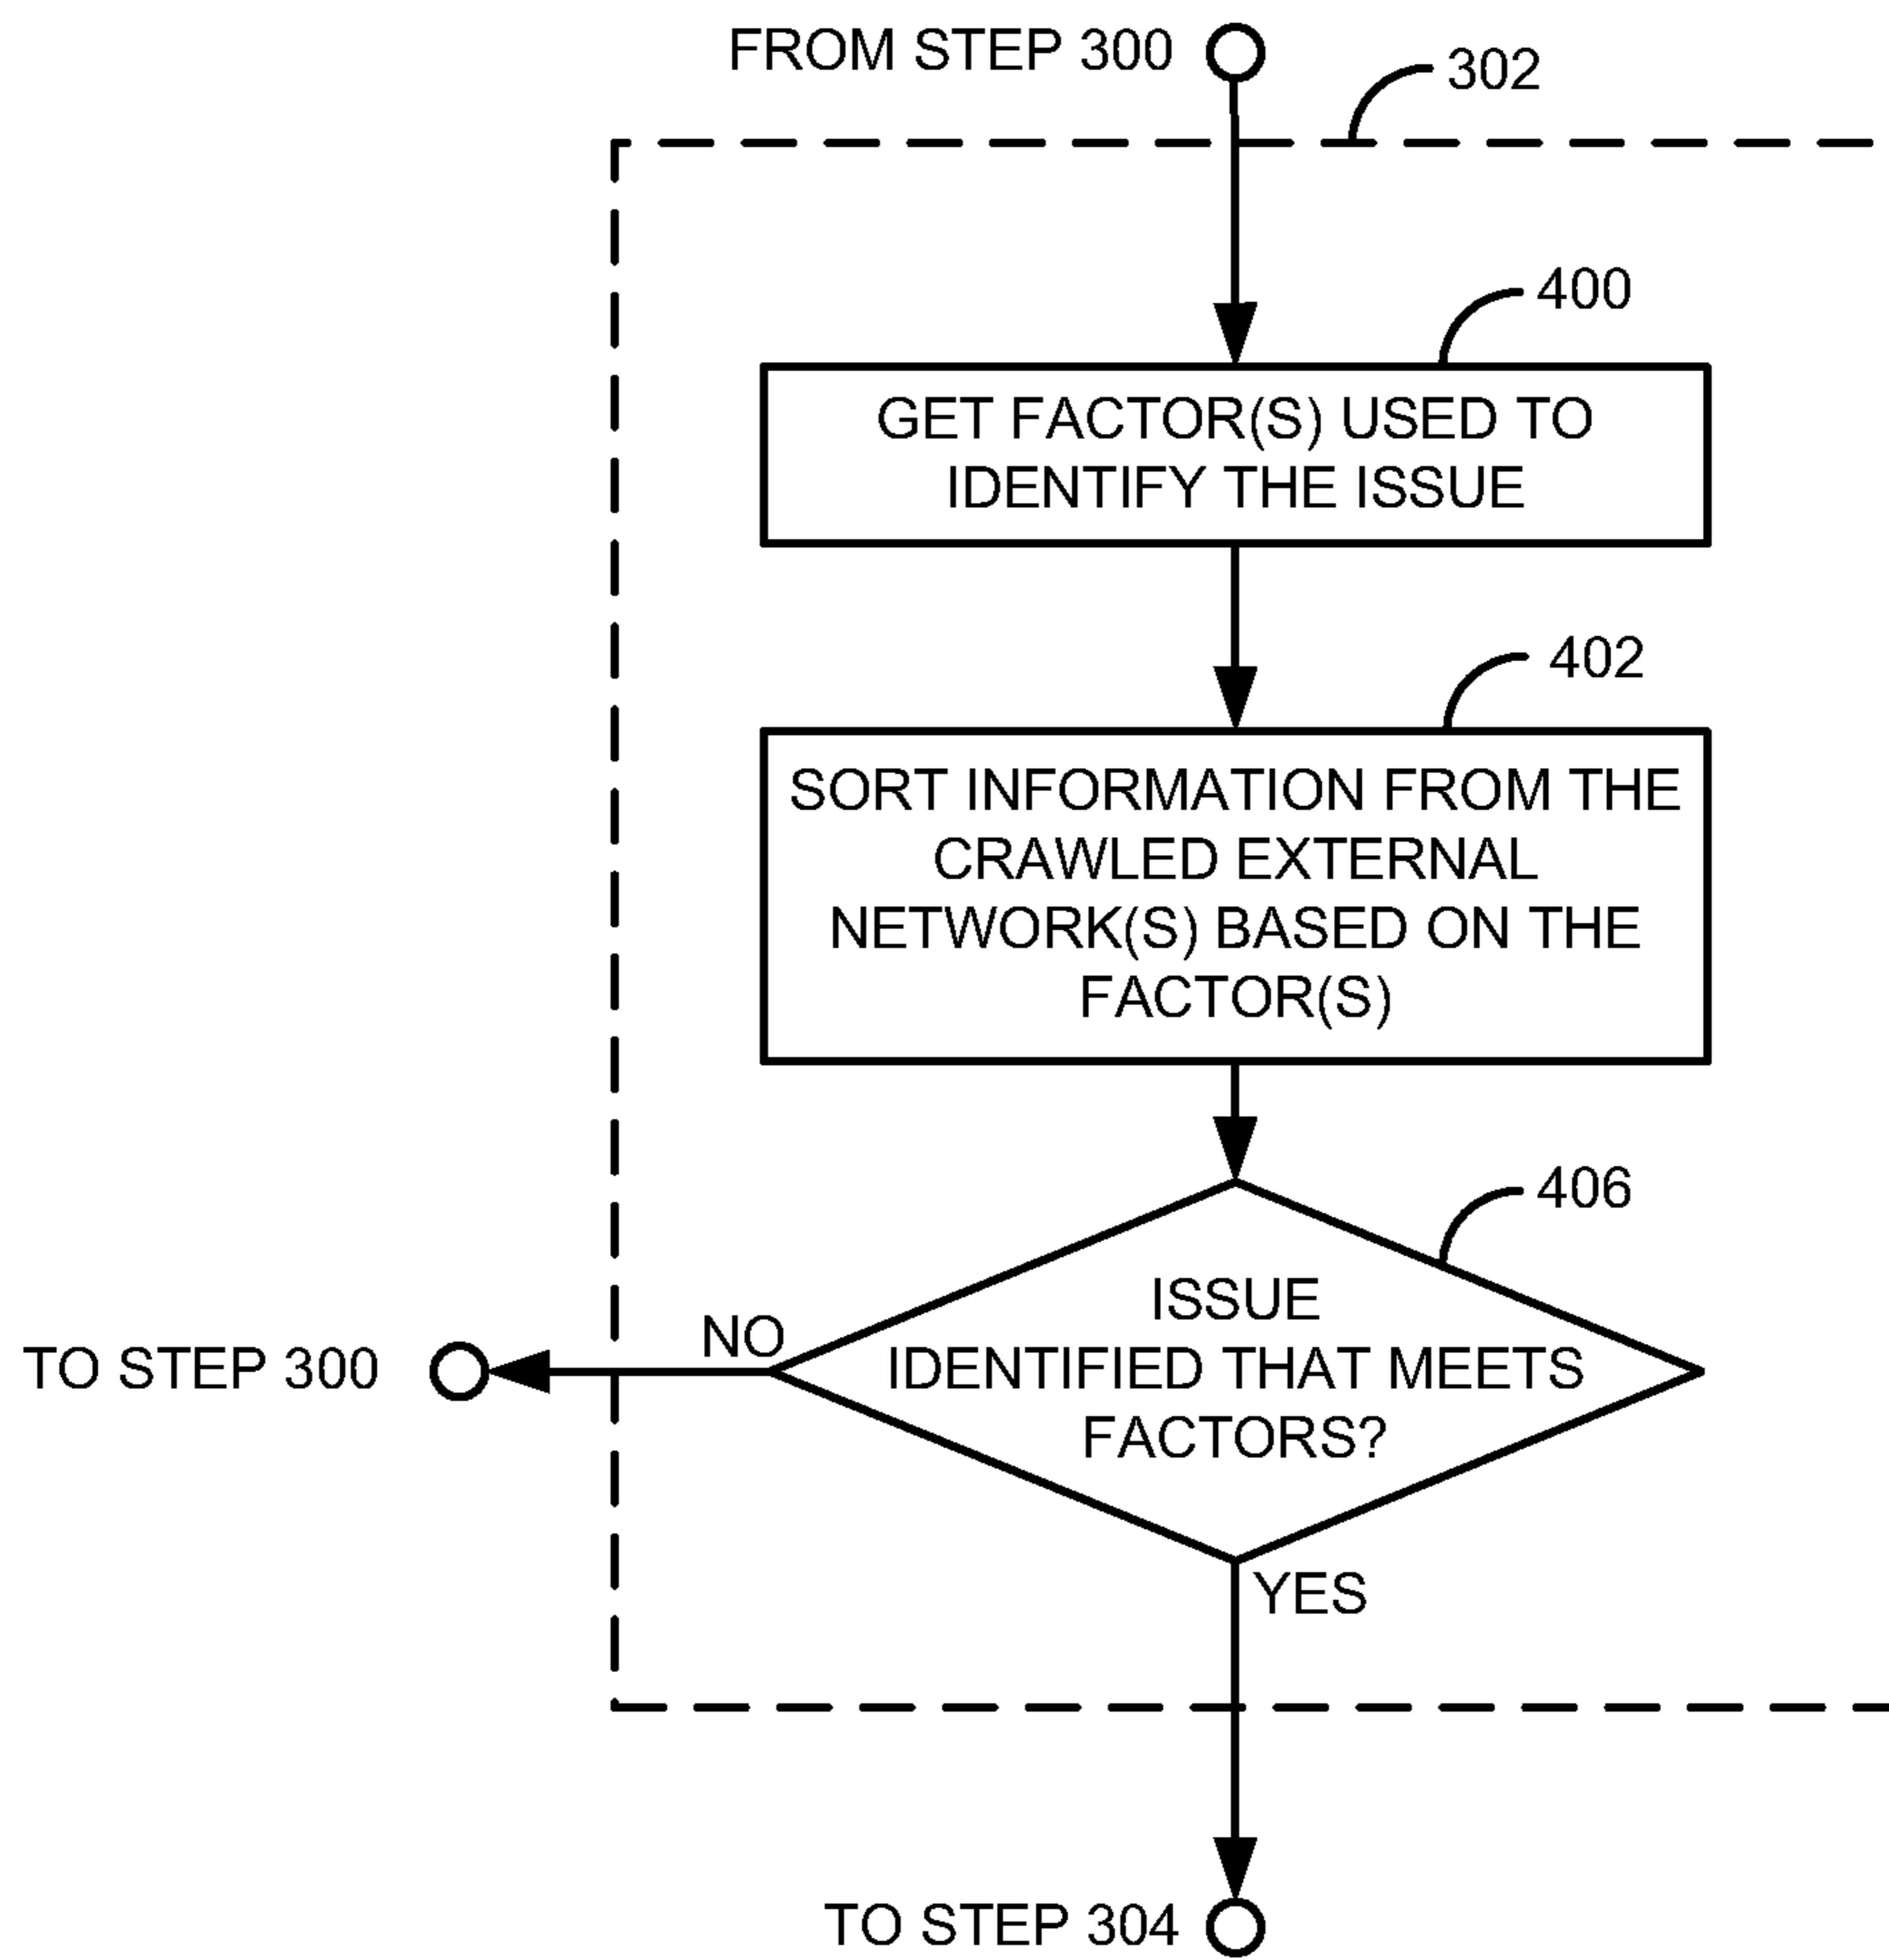 FROM STEP 300
302
400
GET FACTOR(S) USED TO
IDENTIFY THE ISSUE
402
SORT INFORMATION FROM THE
CRAWLED EXTERNAL
NETWORK(S) BASED ON THE
FACTOR(S)
406
ISSUE
IDENTIFIED THAT MEETS
FACTORS?
NO
TO STEP 300
YES
TO STEP 304